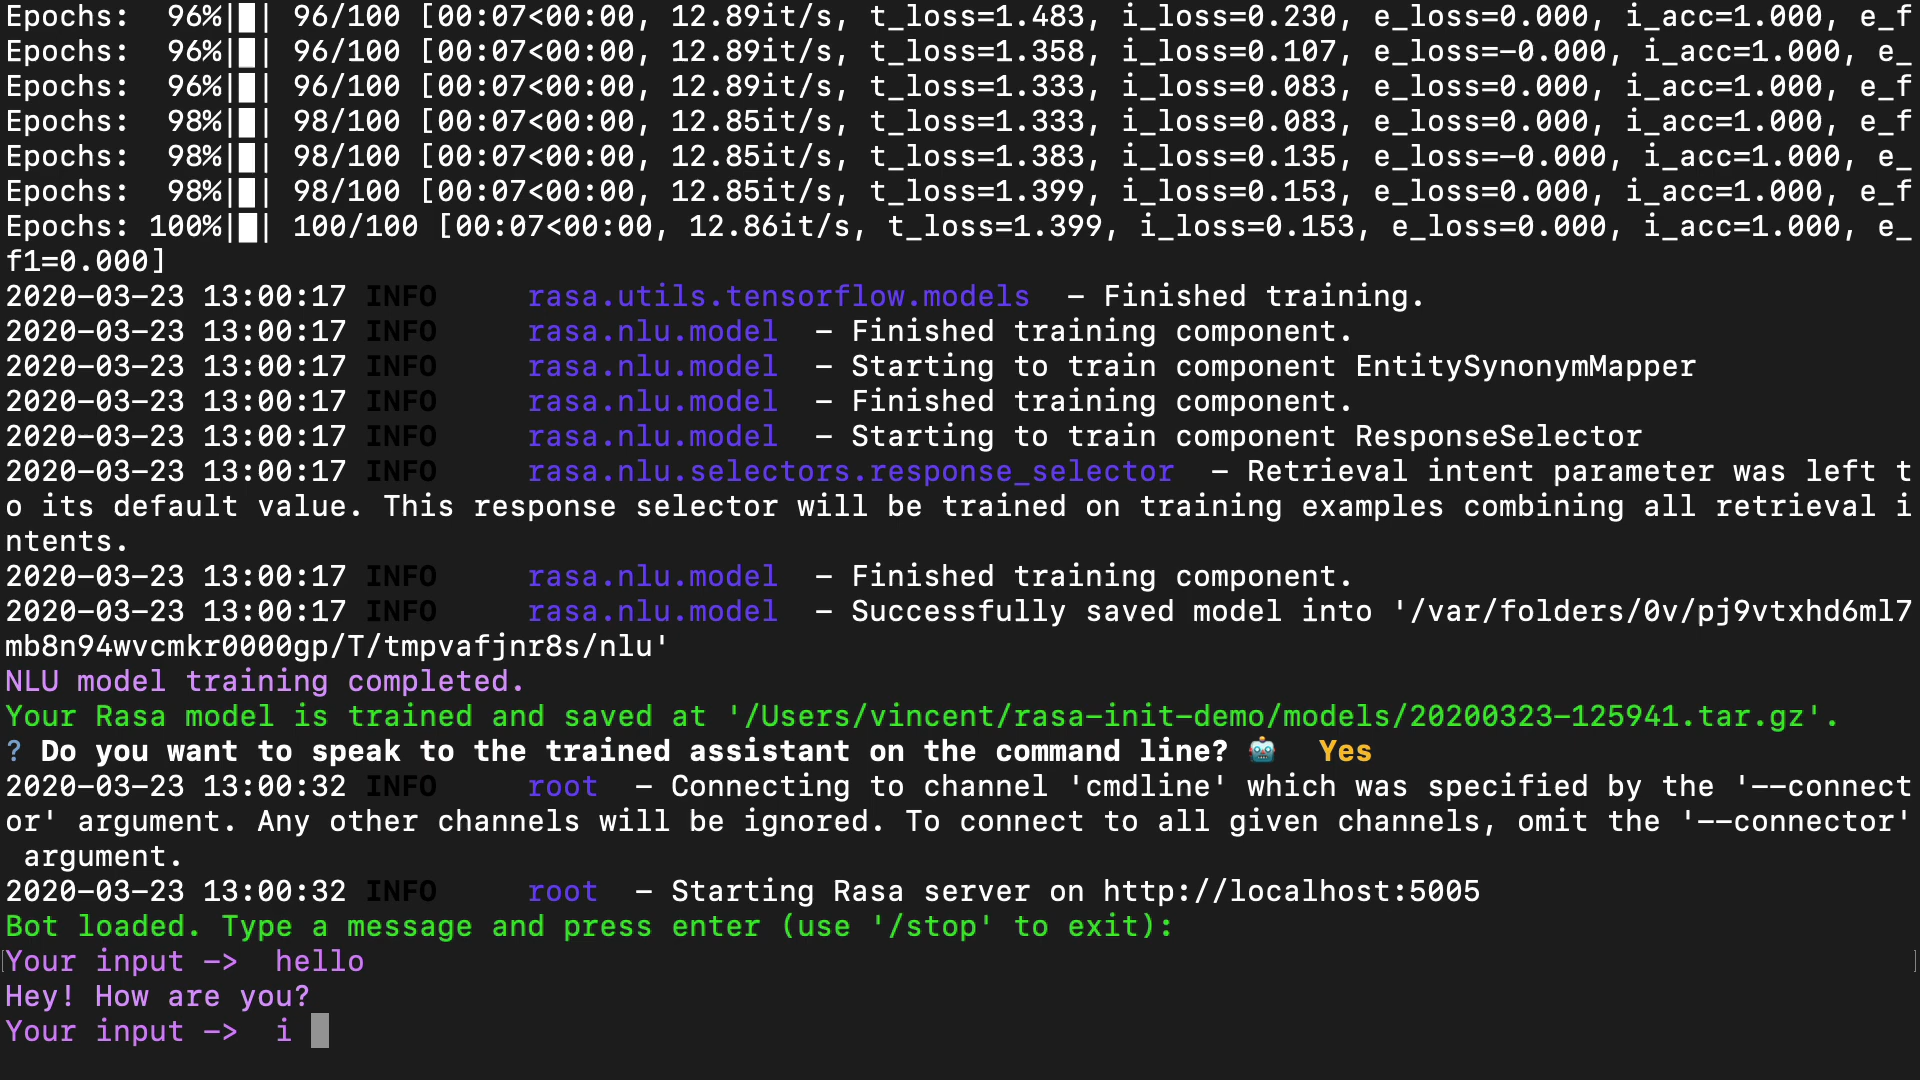 Epochs:  96%|█| 96/100 [00:07<00:00, 12.89it/s, t_loss=1.483, i_loss=0.230, e_loss=0.000, i_acc=1.000, e_f
Epochs:  96%|█| 96/100 [00:07<00:00, 12.89it/s, t_loss=1.358, i_loss=0.107, e_loss=-0.000, i_acc=1.000, e_
Epochs:  96%|█| 96/100 [00:07<00:00, 12.89it/s, t_loss=1.333, i_loss=0.083, e_loss=0.000, i_acc=1.000, e_f
Epochs:  98%|█| 98/100 [00:07<00:00, 12.85it/s, t_loss=1.333, i_loss=0.083, e_loss=0.000, i_acc=1.000, e_f
Epochs:  98%|█| 98/100 [00:07<00:00, 12.85it/s, t_loss=1.383, i_loss=0.135, e_loss=-0.000, i_acc=1.000, e_
Epochs:  98%|█| 98/100 [00:07<00:00, 12.85it/s, t_loss=1.399, i_loss=0.153, e_loss=0.000, i_acc=1.000, e_f
Epochs: 100%|█| 100/100 [00:07<00:00, 12.86it/s, t_loss=1.399, i_loss=0.153, e_loss=0.000, i_acc=1.000, e_
f1=0.000]
2020-03-23 13:00:17 INFO     rasa.utils.tensorflow.models  - Finished training.
2020-03-23 13:00:17 INFO     rasa.nlu.model  - Finished training component.
2020-03-23 13:00:17 INFO     rasa.nlu.model  - Starting to train component EntitySynonymMapper
2020-03-23 13:00:17 INFO     rasa.nlu.model  - Finished training component.
2020-03-23 13:00:17 INFO     rasa.nlu.model  - Starting to train component ResponseSelector
2020-03-23 13:00:17 INFO     rasa.nlu.selectors.response_selector  - Retrieval intent parameter was left t
o its default value. This response selector will be trained on training examples combining all retrieval i
ntents.
2020-03-23 13:00:17 INFO     rasa.nlu.model  - Finished training component.
2020-03-23 13:00:17 INFO     rasa.nlu.model  - Successfully saved model into '/var/folders/0v/pj9vtxhd6ml7
mb8n94wvcmkr0000gp/T/tmpvafjnr8s/nlu'
NLU model training completed.
Your Rasa model is trained and saved at '/Users/vincent/rasa-init-demo/models/20200323-125941.tar.gz'.
? Do you want to speak to the trained assistant on the command line? 🤖  Yes
2020-03-23 13:00:32 INFO     root  - Connecting to channel 'cmdline' which was specified by the '--connect
or' argument. Any other channels will be ignored. To connect to all given channels, omit the '--connector'
 argument.
2020-03-23 13:00:32 INFO     root  - Starting Rasa server on http://localhost:5005
Bot loaded. Type a message and press enter (use '/stop' to exit):
Your input ->  hello
Hey! How are you?
Your input ->  i